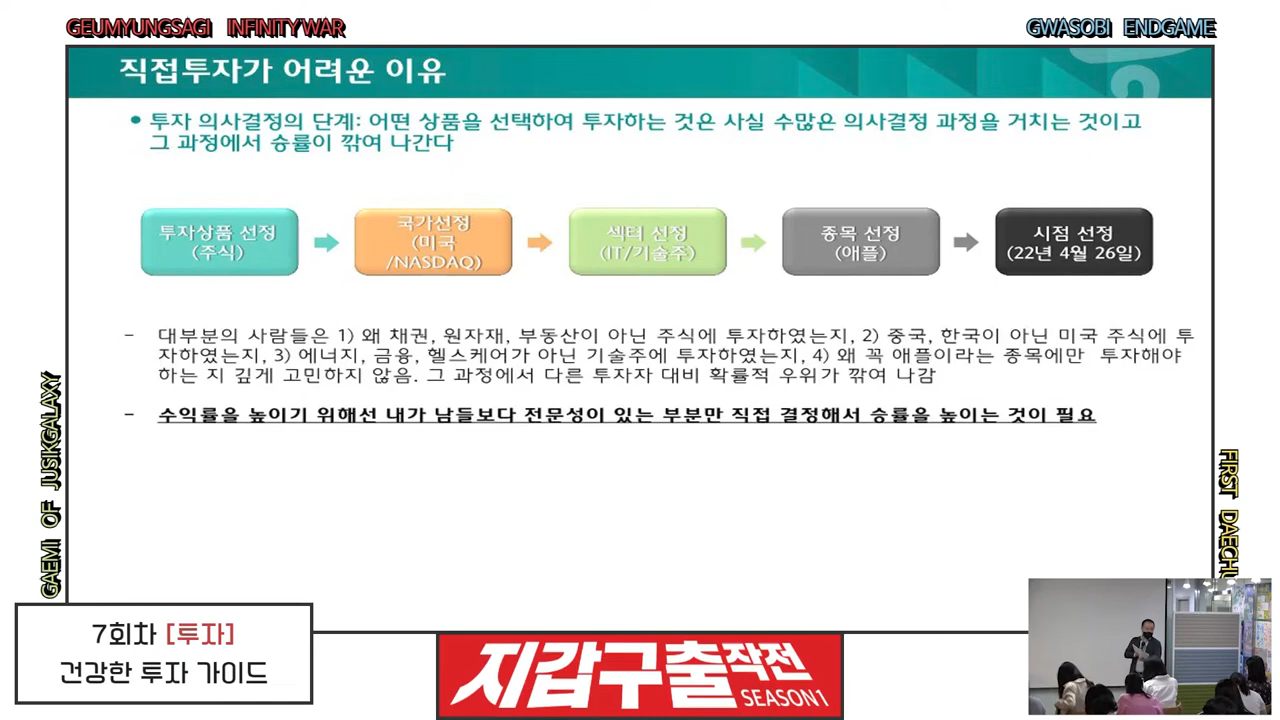 GEUMYUNGSAGI INFINITY WAR
GWASOBI ENDGAME
직접투자가 어려운 이유
• 투자 의사결정의 단계: 어떤 상품을 선택하여 투자하는 것은 사실 수많은 의사결정 과정을 거치는 것이고
그 과정에서 승률이 깎여 나간다
투자상품 선정
(주식)
국가선정
(미국
/NASDAQ)
섹터 선정
(IT/기술주)
종목 선정
(애플)
시점 선정
(22년 4월 26일)
- 대부분의 사람들은 1) 왜 채권, 원자재, 부동산이 아닌 주식에 투자하였는지, 2) 중국, 한국이 아닌 미국 주식에 투
자하였는지, 3) 에너지, 금융, 헬스케어가 아닌 기술주에 투자하였는지, 4) 왜 꼭 애플이라는 종목에만 투자해야
하는 지 깊게 고민하지 않음. 그 과정에서 다른 투자자 대비 확률적 우위가 깎여 나감
- 수익률을 높이기 위해선 내가 남들보다 전문성이 있는 부분만 직접 결정해서 승률을 높이는 것이 필요
GAEMI OF JUSIKGALAXY
FIRST
7회차 [투자]
건강한 투자 가이드
지갑구출작전
SEASON1